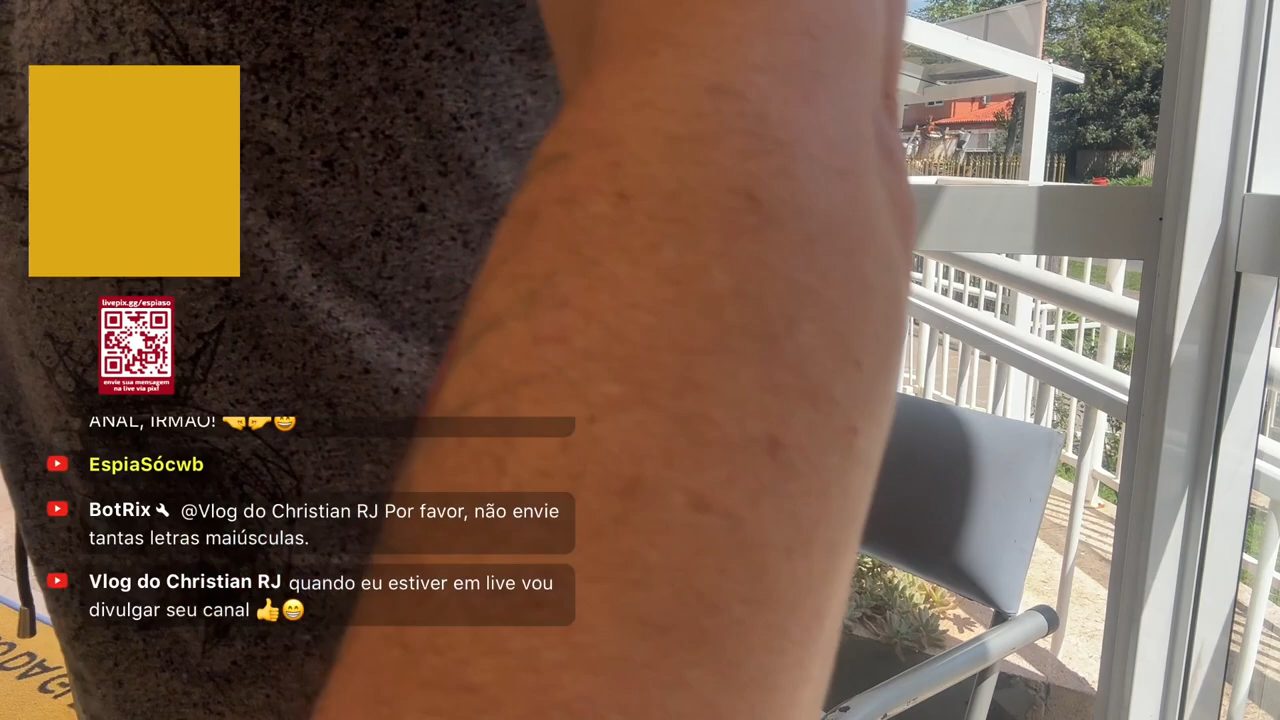 livepix.gg/espiaso
envie sua mensagem
na live via pix!
ANAL, IRMÃO! 🤜🤛😁
EspiaSócwb
BotRix @Vlog do Christian RJ Por favor, não envie
tantas letras maiúsculas.
Vlog do Christian RJ quando eu estiver em live vou
divulgar seu canal 👍😁